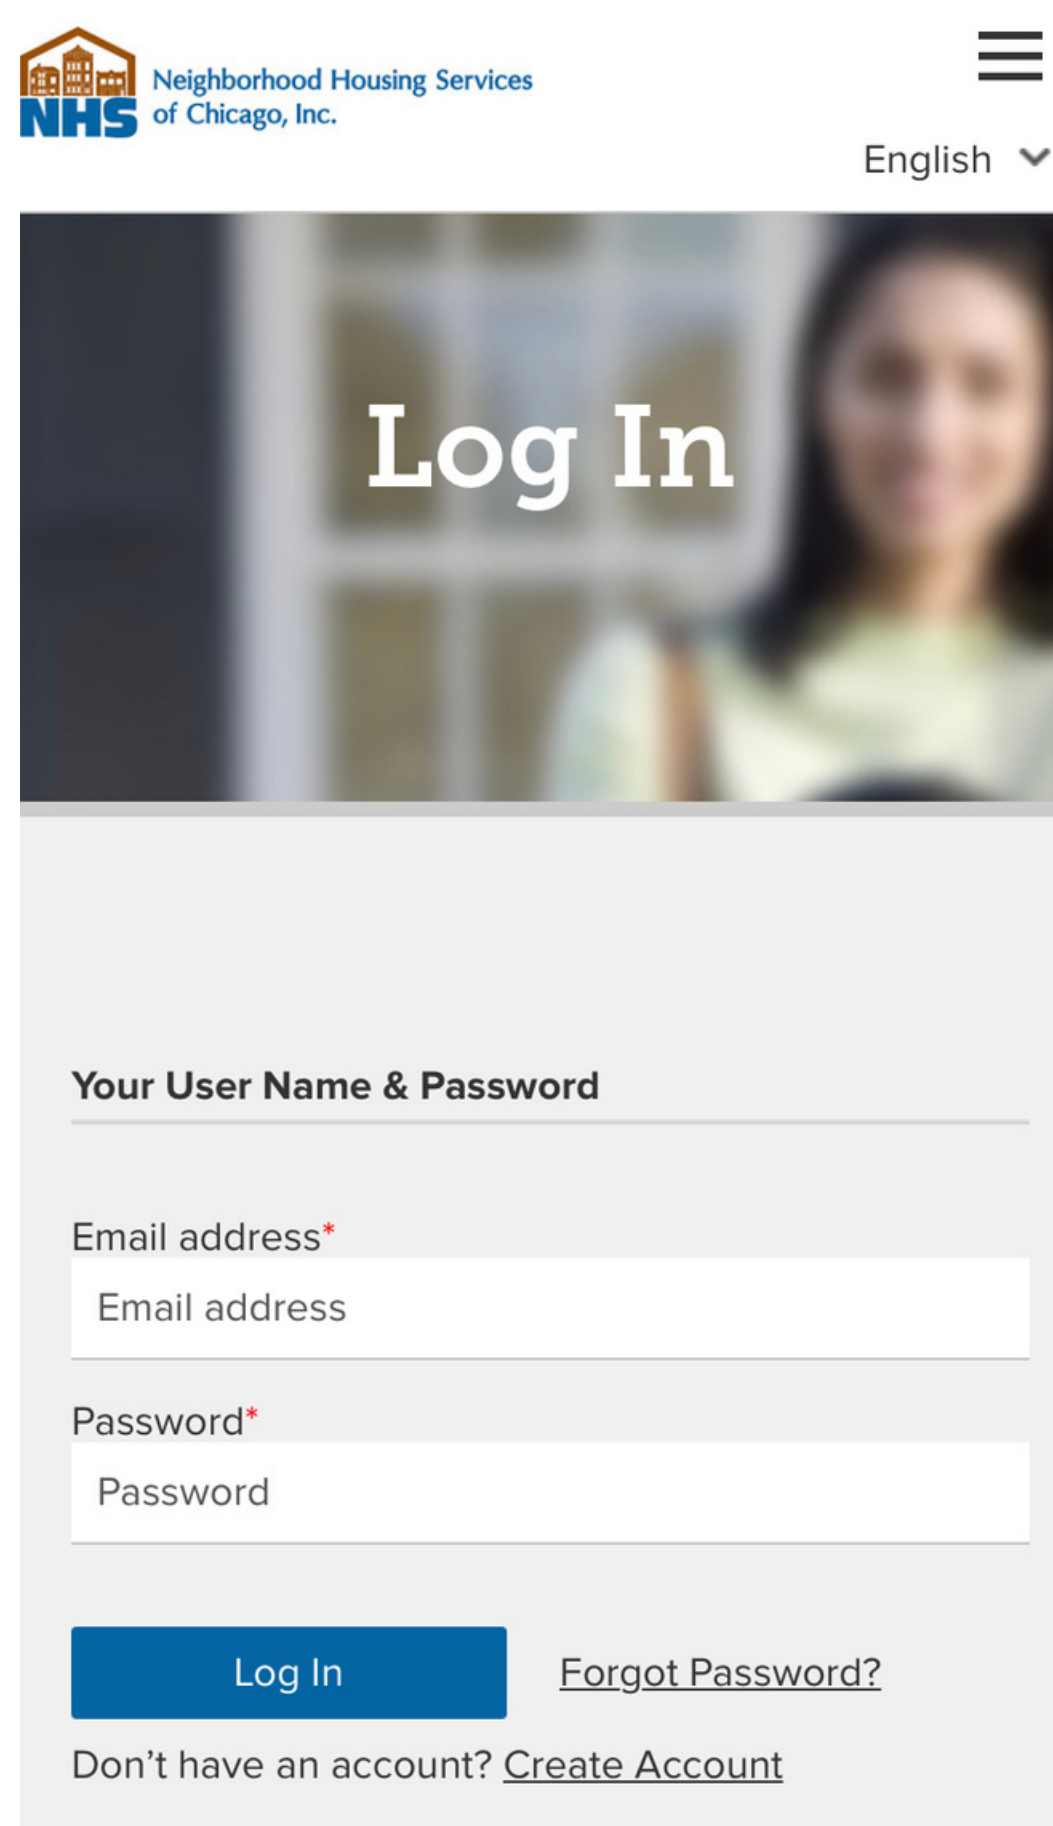 NHS
Neighborhood Housing Services
of Chicago, Inc.
English
Log In
Your User Name & Password
Email address*
Email address
Password*
Password
Log In
Forgot Password?
Don't have an account? Create Account